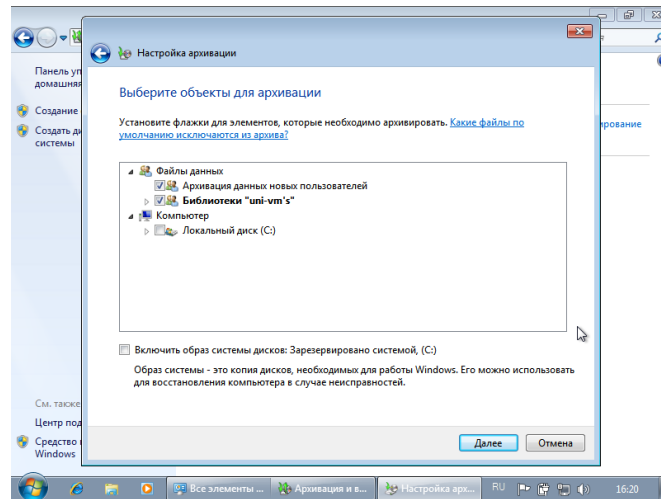 Настройка архивации
Панель уп
домашняя
Создание
Создать ди
системы
Выберите объекты для архивации
Установите флажки для элементов, которые необходимо архивировать. Какие файлы по
умолчанию исключаются из архива?
ирование
Файлы данных
Архивация данных новых пользователей
Библиотеки "uni-vm's"
Компьютер
Локальный диск (C:)
Включить образ системы дисков: Зарезервировано системой, (C:)
Образ системы - это копия дисков, необходимых для работы Windows. Его можно использовать
для восстановления компьютера в случае неисправностей.
См. также
Центр под
Средство
Windows
Далее Отмена
Все элементы ... Архивация и в... Настройка арх... RU 16:20